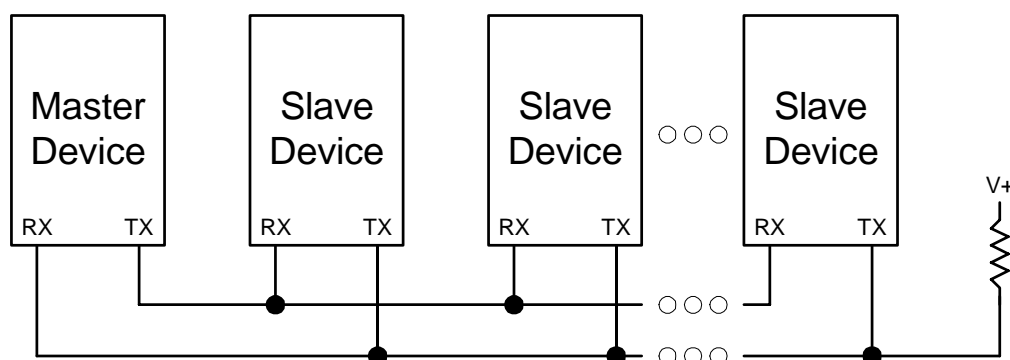 Master
Device
Slave
Device
Slave
Device
Slave
Device
V+
RX TX RX TX RX TX RX TX